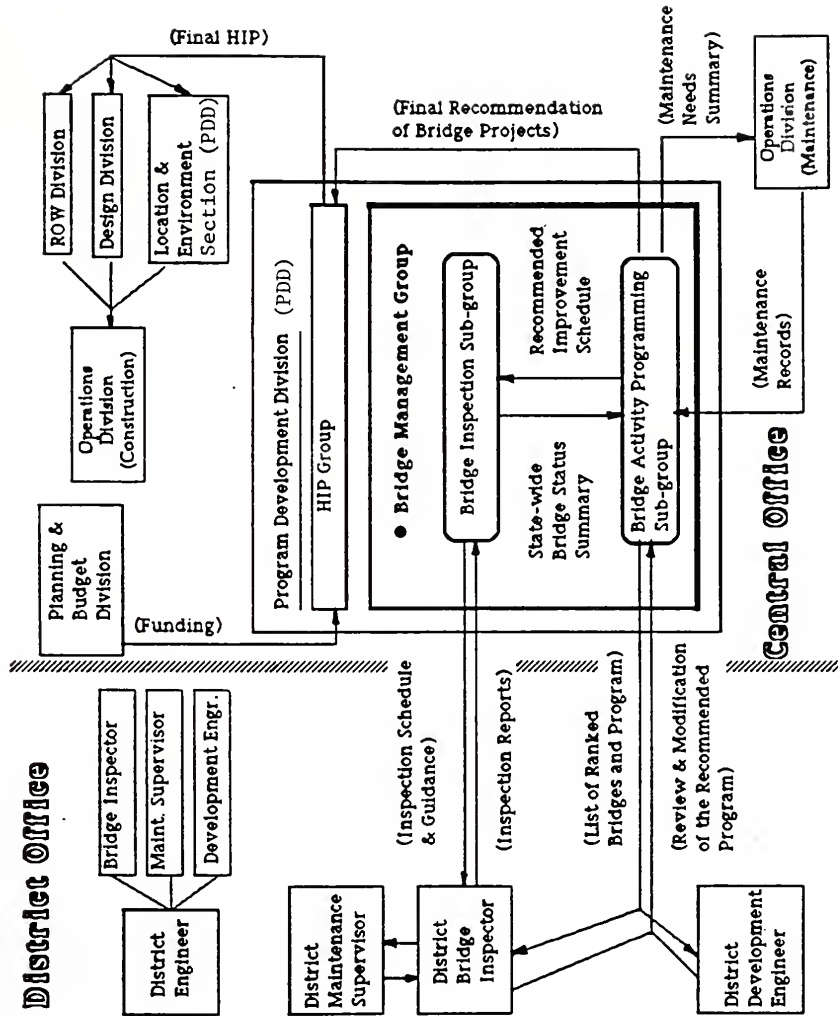 District Office
District
Engineer
Bridge Inspector
Maint. Supervisor
Development Engr.
District
Maintenance
Supervisor
District
Bridge
Inspector
District
Development
Engineer
(Inspection Schedule
& Guidance)
(Inspection Reports)
(List of Ranked
Bridges and Program)
(Review & Modification
of the Recommended
Program)
Planning &
Budget
Division
(Funding)
Operations
Division
(Construction)
ROW Division
Design Division
Location &
Environment
Section (PDD)
(Final HIP)
Program Development Division (PDD)
HIP Group
● Bridge Management Group
Bridge Inspection Sub-group
State-wide
Bridge Status
Summary
Recommended
Improvement
Schedule
Bridge Activity Programming
Sub-group
(Final Recommendation
of Bridge Projects)
(Maintenance
Needs
Summary)
Operations
Division
(Maintenance)
(Maintenance
Records)
Central Office